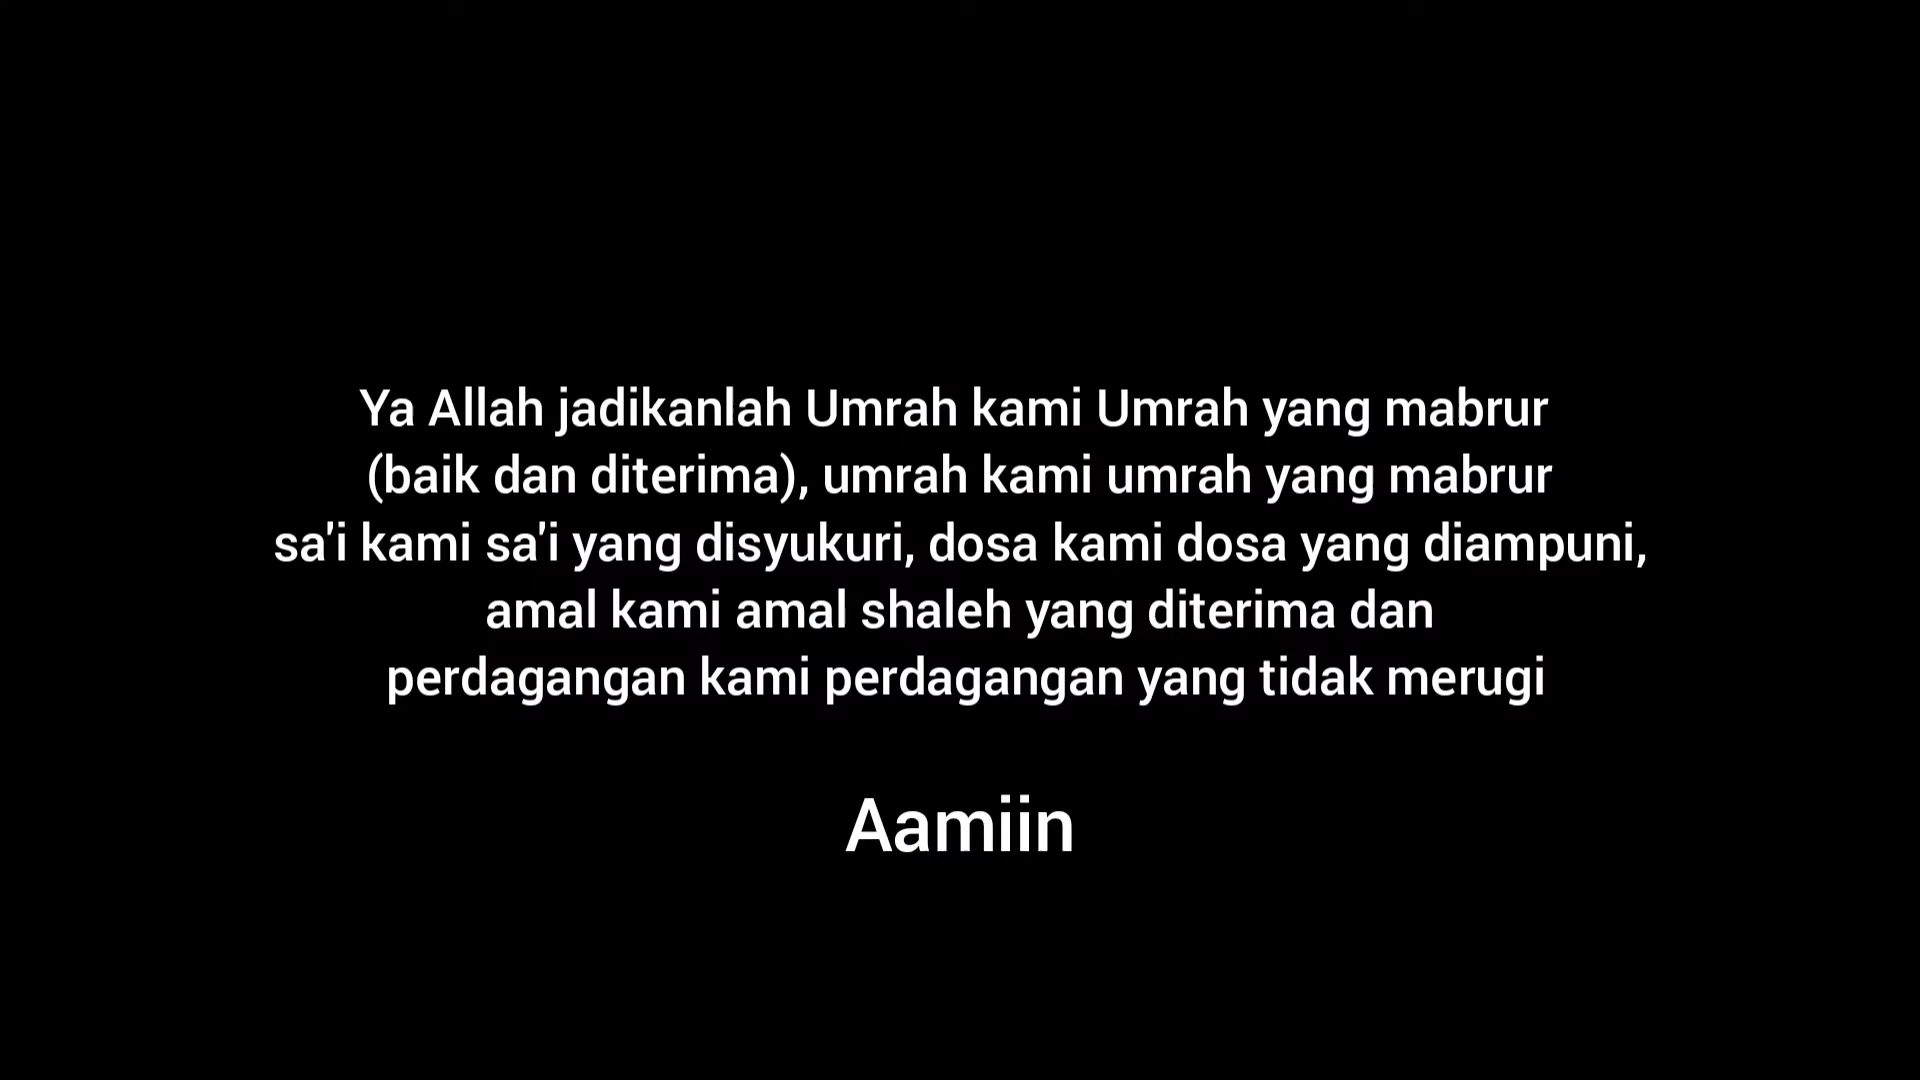 Ya Allah jadikanlah Umrah kami Umrah yang mabrur
(baik dan diterima), umrah kami umrah yang mabrur
sa'i kami sa'i yang disyukuri, dosa kami dosa yang diampuni,
amal kami amal shaleh yang diterima dan
perdagangan kami perdagangan yang tidak merugi
Aamiin